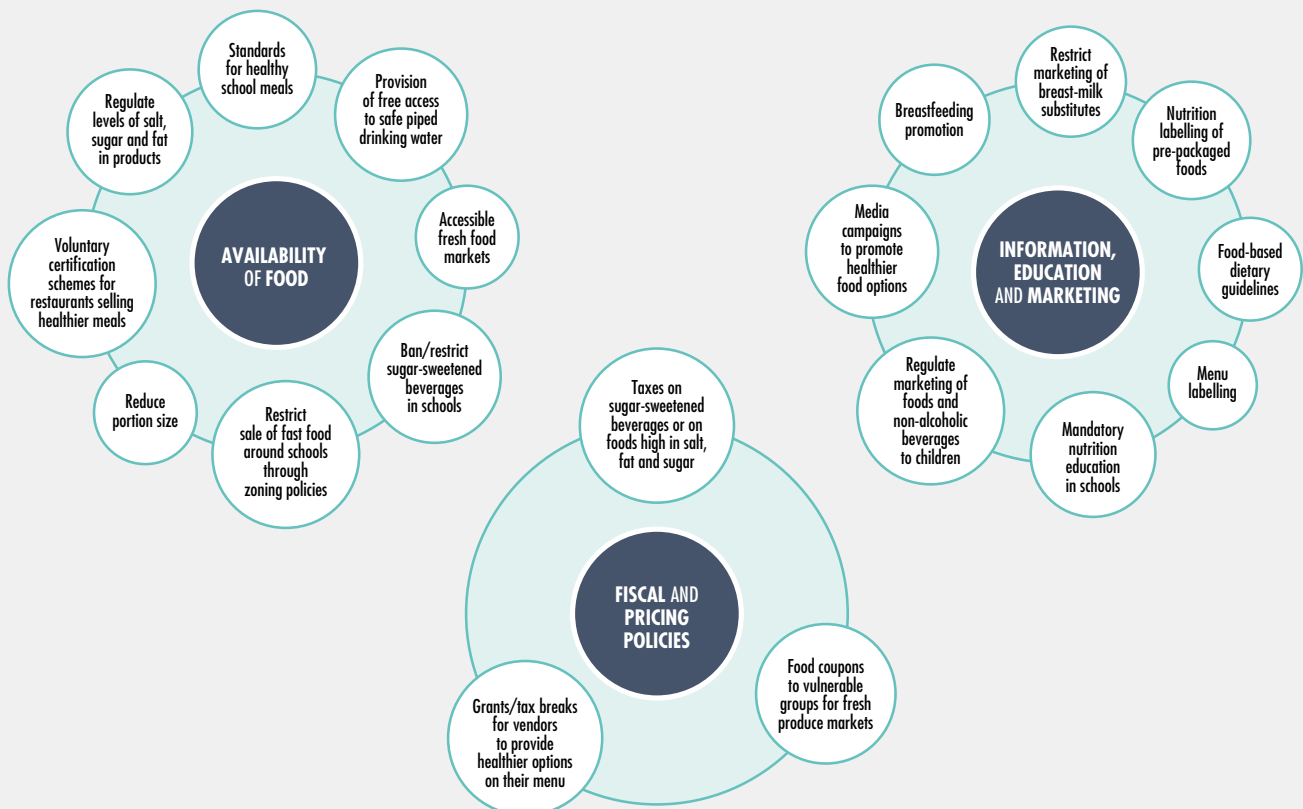 AVAILABILITY
OF FOOD
Standards
for healthy
school meals
Provision
of free access
to safe piped
drinking water
Accessible
fresh food
markets
Ban/restrict
sugar-sweetened
beverages
in schools
Restrict
sale of fast food
around schools
through
zoning policies
Reduce
portion size
Voluntary
certification
schemes for
restaurants selling
healthier meals
Regulate
levels of salt,
sugar and fat
in products
INFORMATION,
EDUCATION
AND MARKETING
Restrict
marketing of
breast-milk
substitutes
Nutrition
labelling of
pre-packaged
foods
Food-based
dietary
guidelines
Menu
labelling
Mandatory
nutrition
education
in schools
Regulate
marketing of
foods and
non-alcoholic
beverages
to children
Media
campaigns
to promote
healthier
food options
Breastfeeding
promotion
FISCAL AND
PRICING
POLICIES
Taxes on
sugar-sweetened
beverages or on
foods high in salt,
fat and sugar
Food coupons
to vulnerable
groups for fresh
produce markets
Grants/tax breaks
for vendors
to provide
healthier options
on their menu